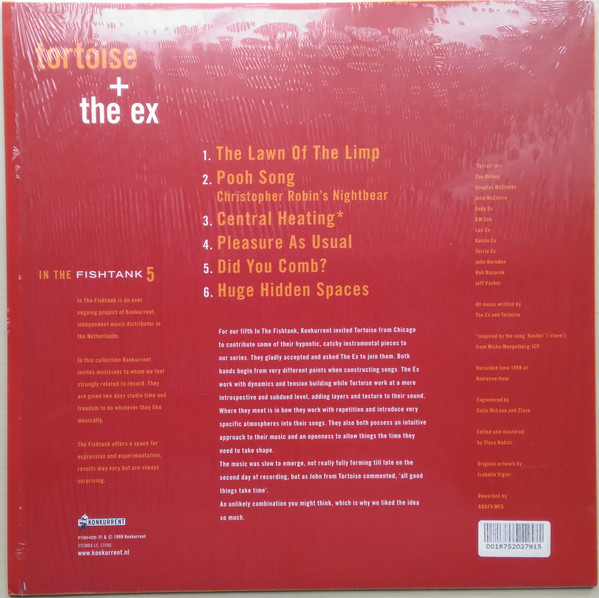 tortoise
+
the ex
1. The Lawn Of The Limp
2. Pooh Song
Christopher Robin's Nightbear
3. Central Heating*
4. Pleasure As Usual
5. Did You Comb?
6. Huge Hidden Spaces
IN THE FISHTANK 5
In The Fishtank is an ever
ongoing project of Konkurrent,
independent music distributor in
the Netherlands.
In this collection Konkurrent
invites musicians to whom we feel
strongly related to record. They
are given two days studio time and
freedom to do whatever they like
musically.
The Fishtank offers a space for
expression and experimentation,
results may vary but are always
surprising.
For our fifth In The Fishtank, Konkurrent invited Tortoise from Chicago
to contribute some of their hypnotic, catchy instrumental pieces to
our series. They gladly accepted and asked The Ex to join them. Both
bands begin from very different points when constructing songs. The Ex
work with dynamics and tension building while Tortoise work at a more
introspective and subdued level, adding layers and texture to their sound.
Where they meet is in how they work with repetition and introduce very
specific atmospheres into their songs. They also both possess an intuitive
approach to their music and an openness to allow things the time they
need to take shape.
The music was slow to emerge, not really fully forming till late on the
second day of recording, but as John from Tortoise commented, 'all good
things take time'.
An unlikely combination you might think, which is why we liked the idea
so much.
Dan Bitney
Douglas McCombs
John McEntire
Andy Ex
GW Sok
Luc Ex
Katrin Ex
Terrie Ex
John Herndon
Rob Mazurek
Jeff Parker
All music written by
The Ex and Tortoise
*inspired by the song 'Kachel' ('stove')
from Misha Mengelberg-ICP
Recorded June 1998 at
Koeienverhuur
Engineered by
Colin McLean and Zlaya
Edited and mastered
by Zlaya Hadzic
Original artwork by
Isabelle Vigier
Reworked by
GRAFX MFG
KONKURRENT
FISH05 ℗ & © 1999 Konkurrent
STEMRA LC
www.konkurrent.nl
0018752037915